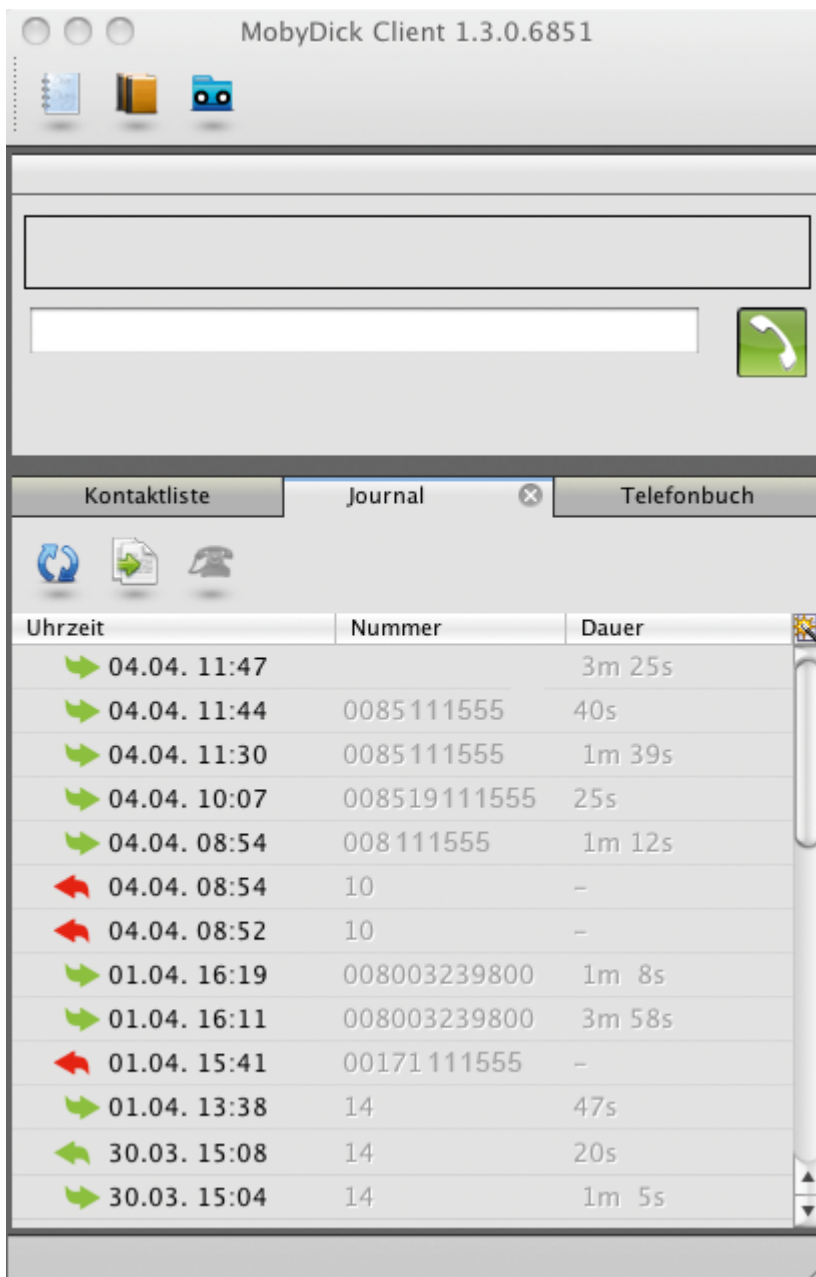 MobyDick Client 1.3.0.6851
Kontaktliste Journal Telefonbuch
Uhrzeit Nummer Dauer
04.04. 11:47 3m 25s
04.04. 11:44 0085111555 40s
04.04. 11:30 0085111555 1m 39s
04.04. 10:07 008519111555 25s
04.04. 08:54 008111555 1m 12s
04.04. 08:54 10 –
04.04. 08:52 10 –
01.04. 16:19 008003239800 1m 8s
01.04. 16:11 008003239800 3m 58s
01.04. 15:41 00171111555 –
01.04. 13:38 14 47s
30.03. 15:08 14 20s
30.03. 15:04 14 1m 5s